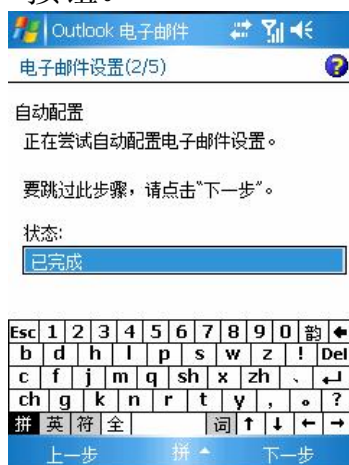 Outlook 电子邮件
电子邮件设置(2/5)
自动配置
正在尝试自动配置电子邮件设置。
要跳过此步骤，请点击"下一步"。
状态:
已完成
Esc 1 2 3 4 5 6 7 8 9 0 韵
b d h l p s w z ! Del
c f j m q sh x zh 、
ch g k n r t y , 。 ?
拼 英 符 全 词 ↑ ↓ ← →
上一步 拼 下一步